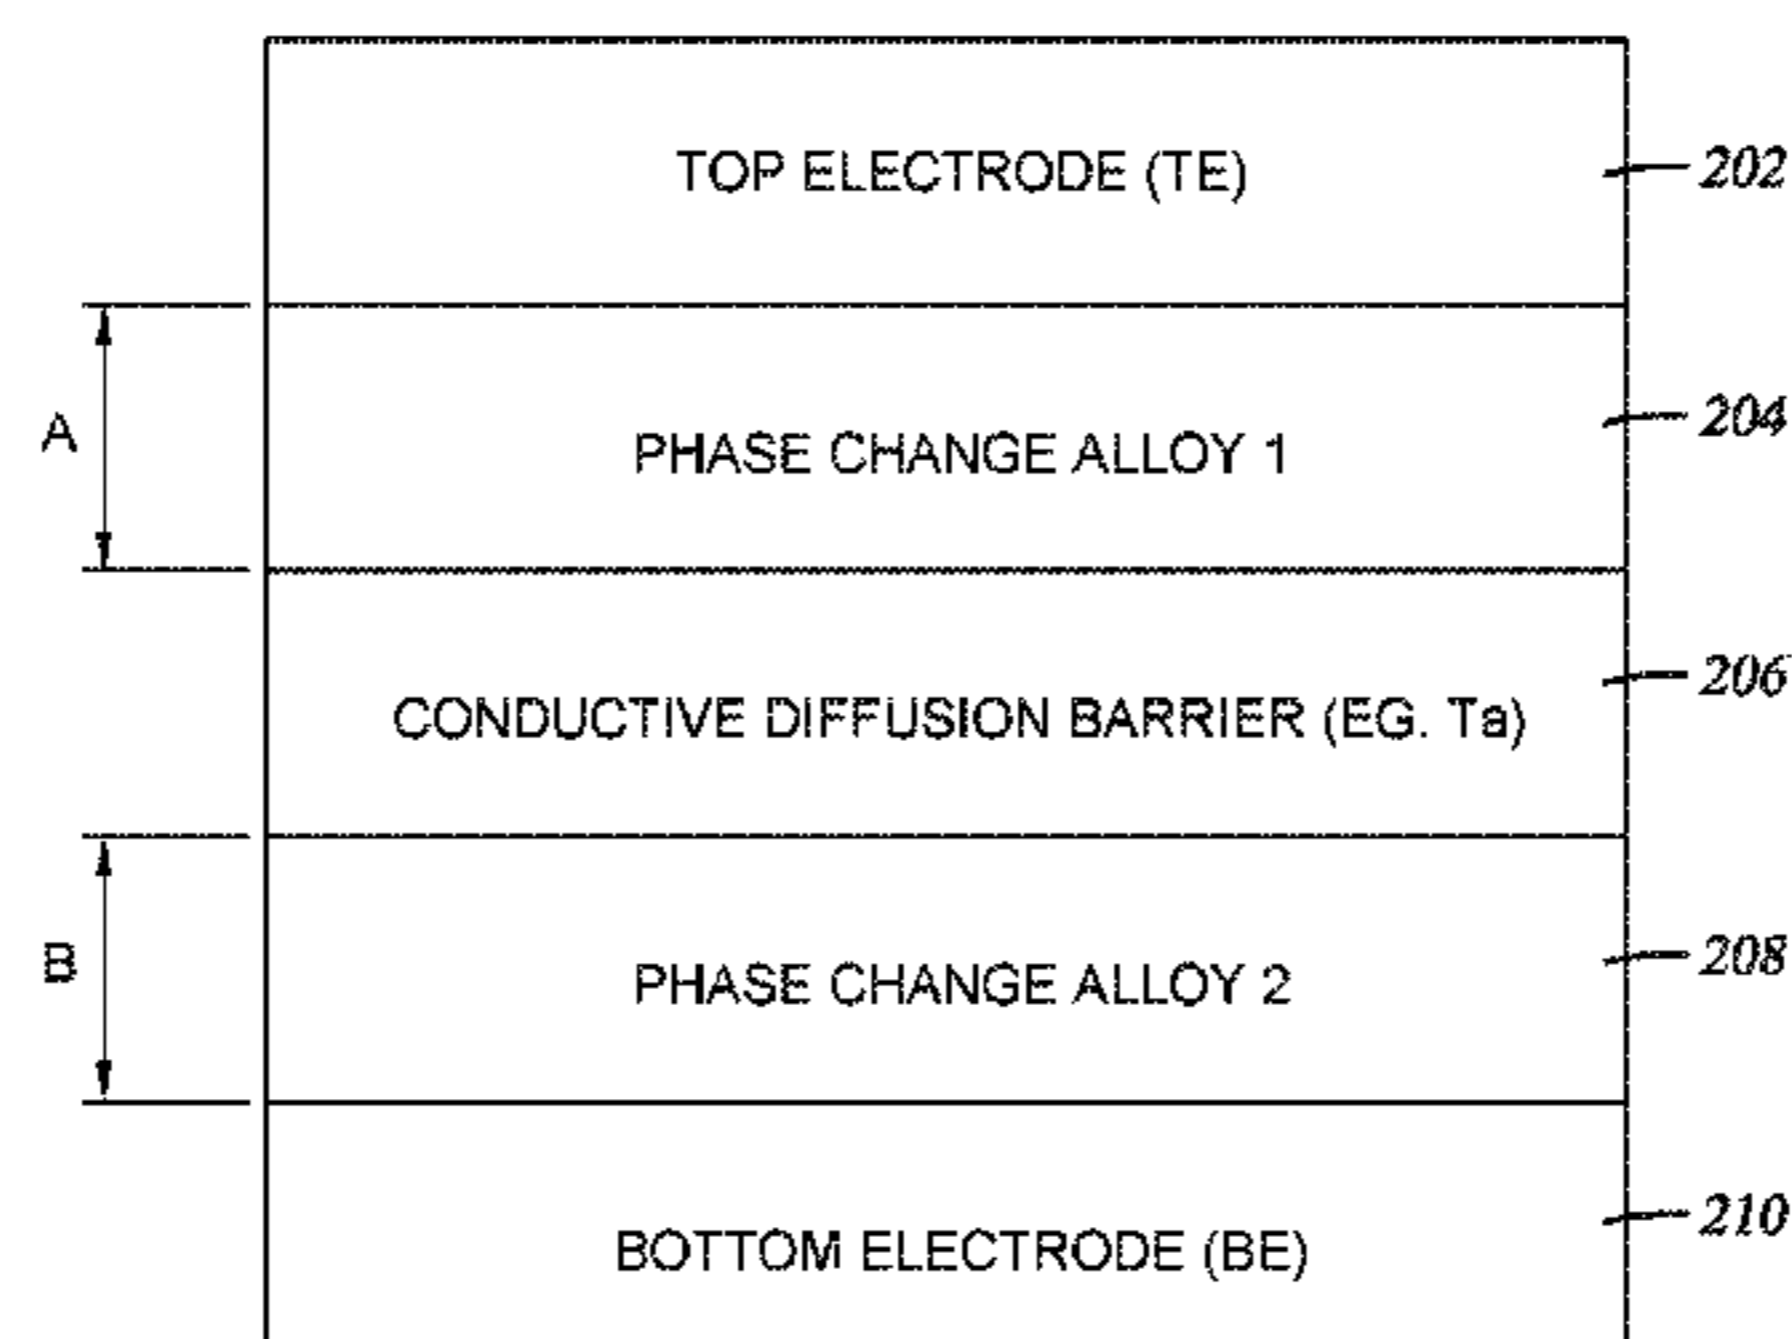 TOP ELECTRODE (TE)
202
A
PHASE CHANGE ALLOY 1
204
CONDUCTIVE DIFFUSION BARRIER (EG. Ta)
206
B
PHASE CHANGE ALLOY 2
208
BOTTOM ELECTRODE (BE)
210